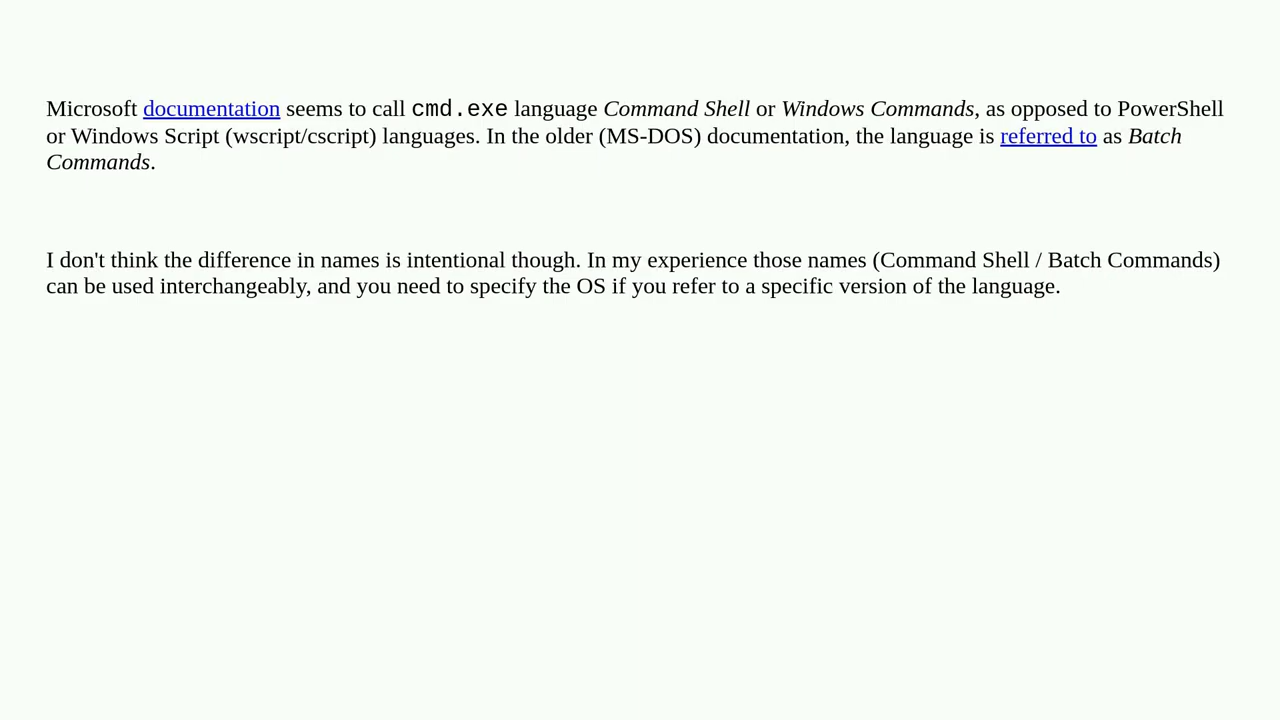 Microsoft documentation seems to call cmd.exe language Command Shell or Windows Commands, as opposed to PowerShell
or Windows Script (wscript/cscript) languages. In the older (MS-DOS) documentation, the language is referred to as Batch
Commands.
I don't think the difference in names is intentional though. In my experience those names (Command Shell / Batch Commands)
can be used interchangeably, and you need to specify the OS if you refer to a specific version of the language.